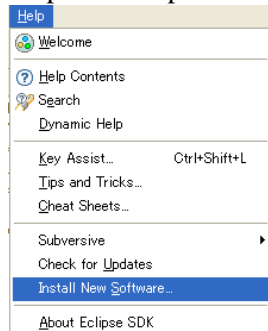 Help
Welcome
Help Contents
Search
Dynamic Help
Key Assist... Ctrl+Shift+L
Tips and Tricks...
Cheat Sheets...
Subversive
Check for Updates
Install New Software...
About Eclipse SDK